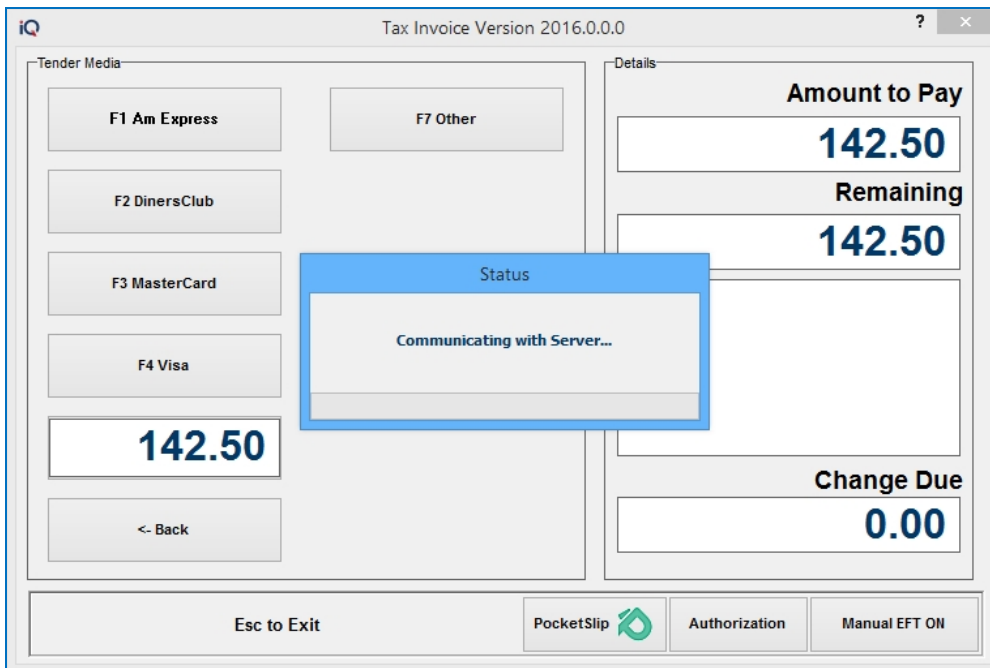 iQ
Tax Invoice Version 2016.0.0.0
?
×
Tender Media
F1 Am Express
F7 Other
F2 DinersClub
F3 MasterCard
F4 Visa
142.50
<- Back
Details
Amount to Pay
142.50
Remaining
142.50
Change Due
0.00
Status
Communicating with Server...
Esc to Exit
PocketSlip
Authorization
Manual EFT ON